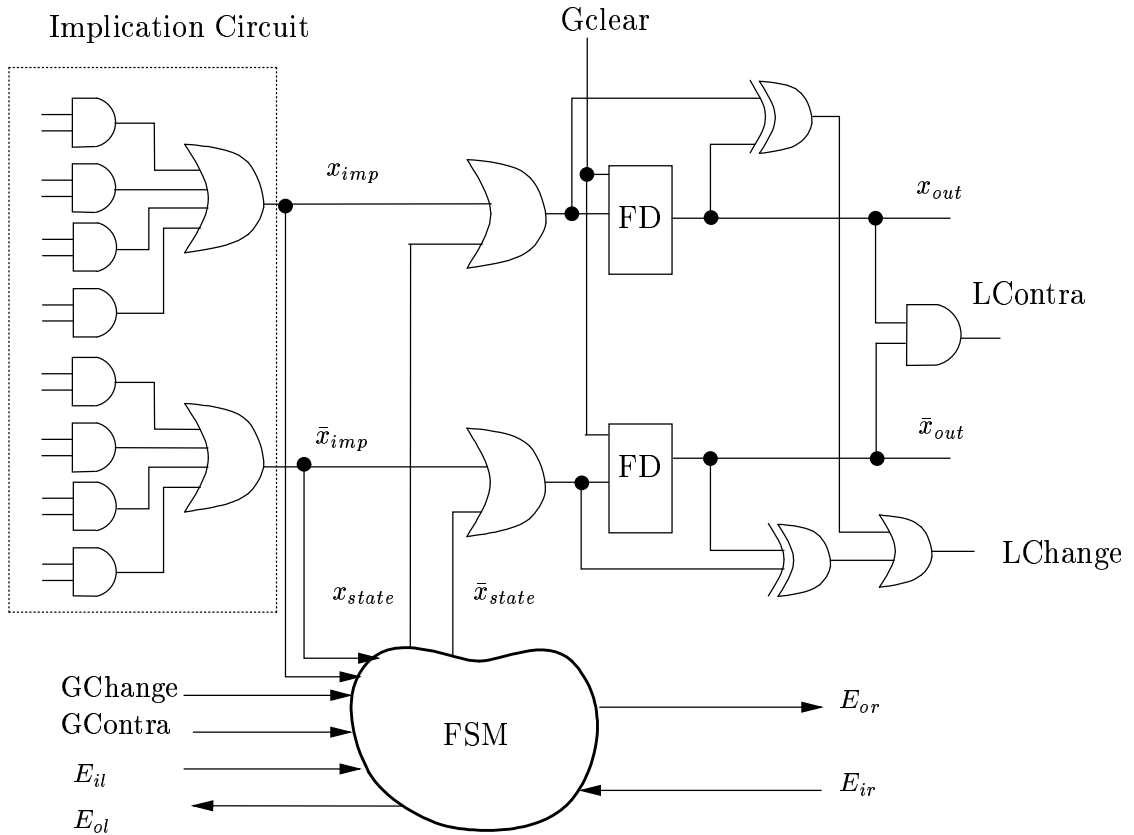 Implication Circuit
Gclear
x_imp
x_out
FD
LContra
x̄_imp
x̄_out
FD
LChange
x_state
x̄_state
GChange
GContra
E_il
E_ol
FSM
E_or
E_ir